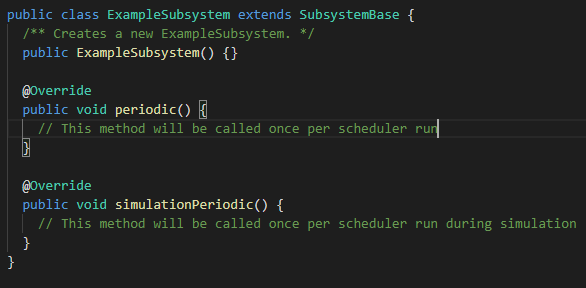 public class ExampleSubsystem extends SubsystemBase {
/** Creates a new ExampleSubsystem. */
public ExampleSubsystem() {}
@Override
public void periodic() {
// This method will be called once per scheduler run
}
@Override
public void simulationPeriodic() {
// This method will be called once per scheduler run during simulation
}
}